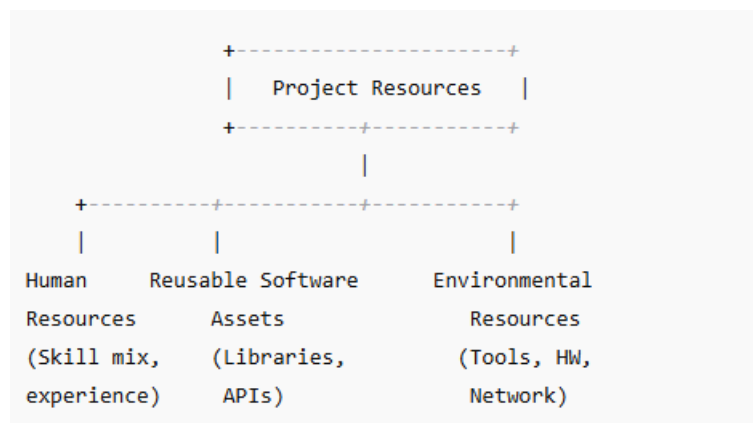 +----------------------+
|   Project Resources   |
+----------+-----------+
|
+----------+-----------+-----------+
|          |                       |
Human     Reusable Software      Environmental
Resources      Assets               Resources
(Skill mix,    (Libraries,         (Tools, HW,
experience)     APIs)               Network)